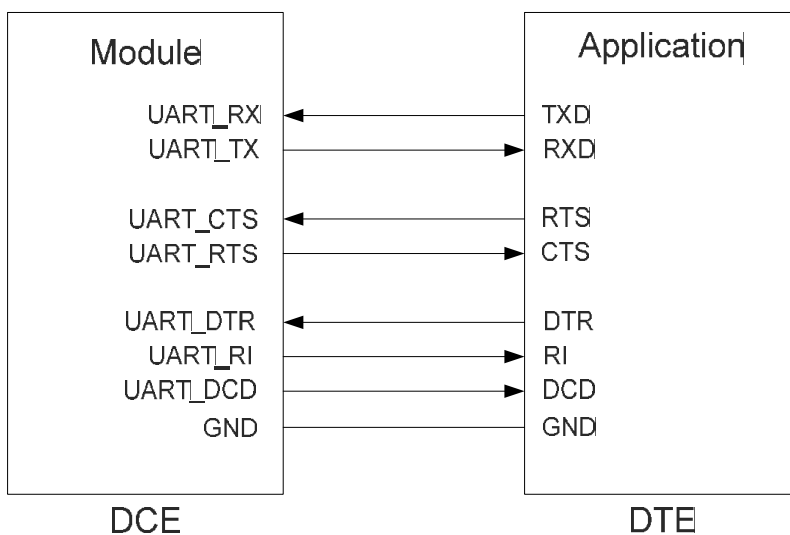 Module
Application
UART_RX
TXD
UART_TX
RXD
UART_CTS
RTS
UART_RTS
CTS
UART_DTR
DTR
UART_RI
RI
UART_DCD
DCD
GND
GND
DCE
DTE